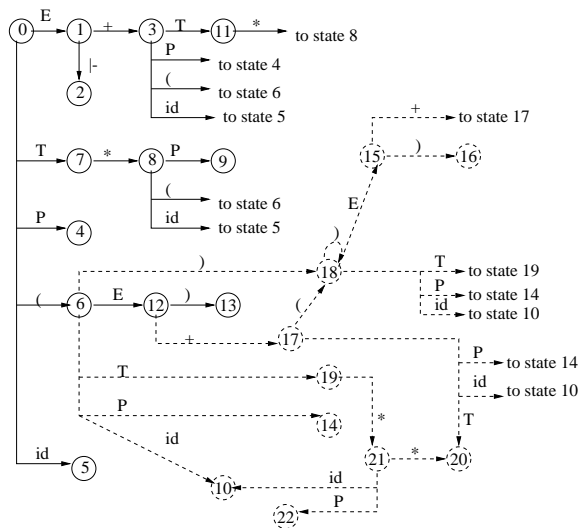 0 E 1 + 3 T 11 * to state 8
P to state 4
|- ( to state 6
2 id to state 5
+ to state 17
15 ) 16
T 7 * 8 P 9
( to state 6
id to state 5
E
P 4
)
) 18 T to state 19
P to state 14
id to state 10
( 6 E 12 ) 13
(
+ 17
P to state 14
id to state 10
T 19
T
P 14
*
id
id 5
10 id 21 * 20
P
22